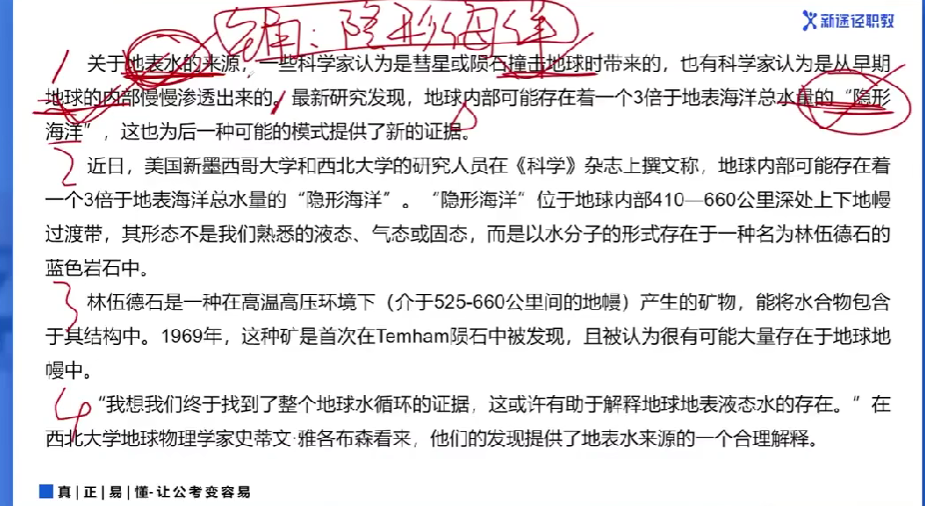 新途径职教
隐形海洋
1
关于地表水的来源，一些科学家认为是彗星或陨石撞击地球时带来的，也有科学家认为是从早期
地球的内部慢慢渗透出来的。最新研究发现，地球内部可能存在着一个3倍于地表海洋总水量的“隐形
海洋”，这也为后一种可能的模式提供了新的证据。
2
近日，美国新墨西哥大学和西北大学的研究人员在《科学》杂志上撰文称，地球内部可能存在着
一个3倍于地表海洋总水量的“隐形海洋”。“隐形海洋”位于地球内部410—660公里深处上下地幔
过渡带，其形态不是我们熟悉的液态、气态或固态，而是以水分子的形式存在于一种名为林伍德石的
蓝色岩石中。
3
林伍德石是一种在高温高压环境下（介于525-660公里间的地幔）产生的矿物，能将水合物包含
于其结构中。1969年，这种矿是首次在Temham陨石中被发现，且被认为很有可能大量存在于地球地
幔中。
4
“我想我们终于找到了整个地球水循环的证据，这或许有助于解释地球地表液态水的存在。”在
西北大学地球物理学家史蒂文·雅各布森看来，他们的发现提供了地表水来源的一个合理解释。
真|正|易|懂-让公考变容易